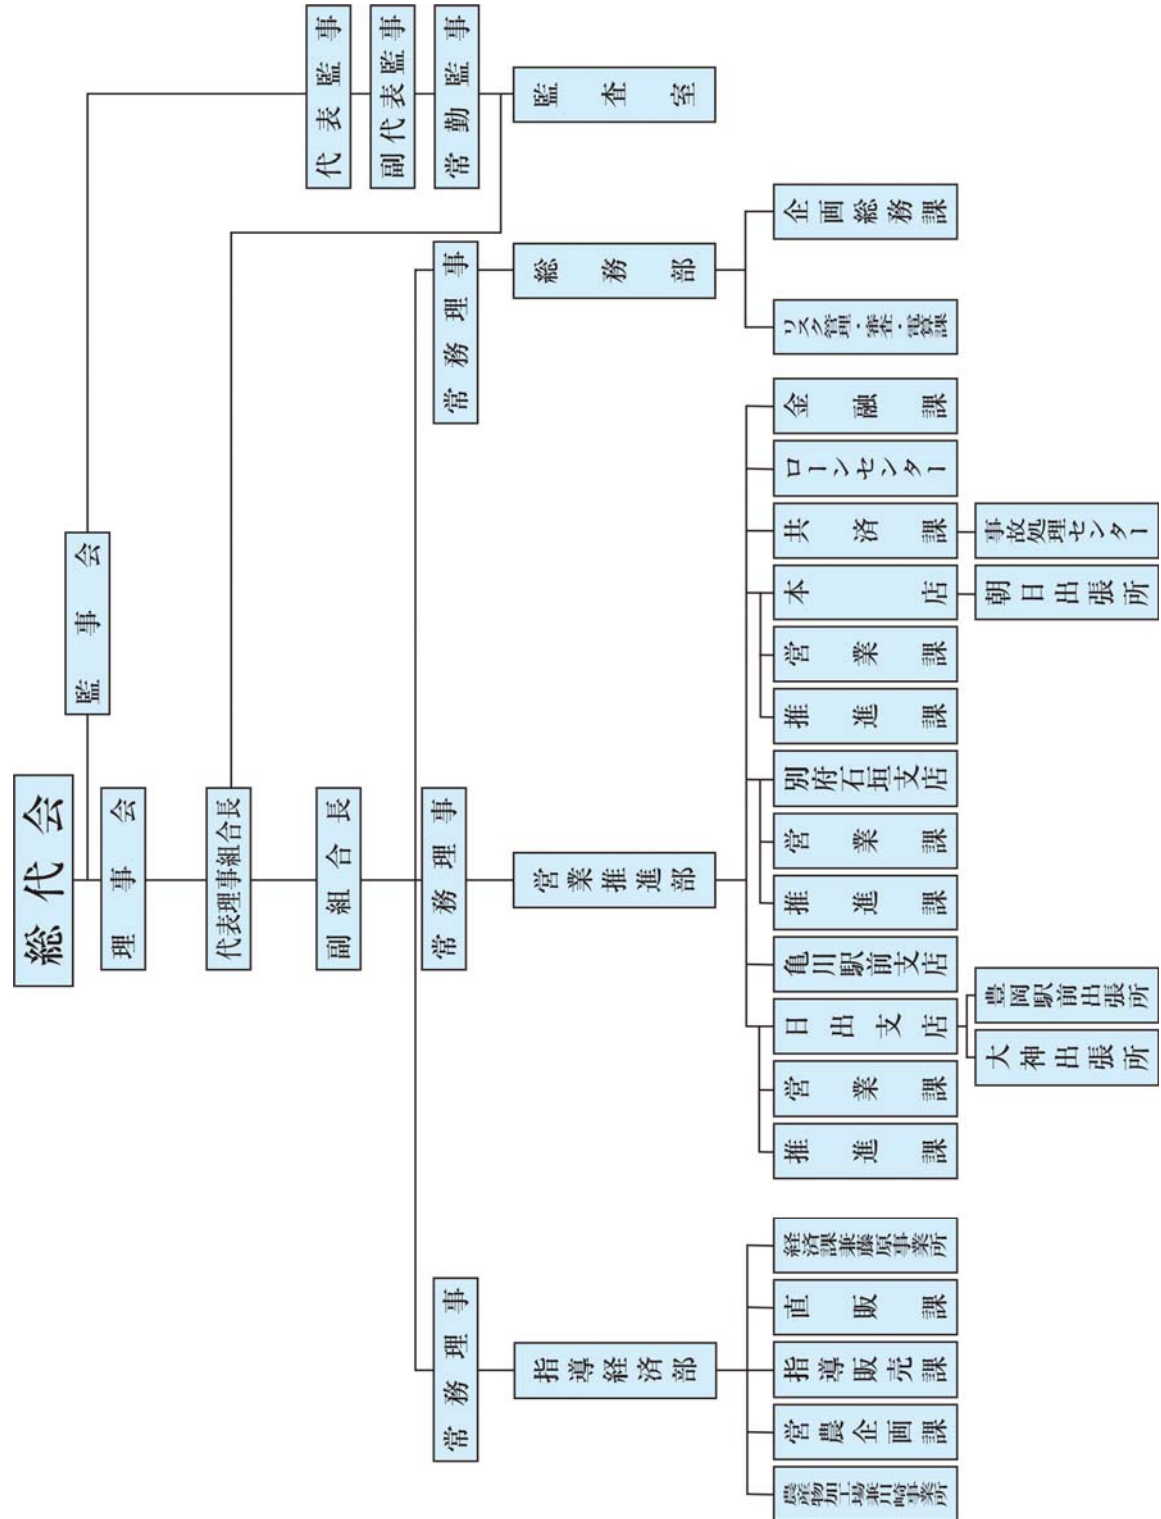 総代会
監事会
理事会
代表理事組合長
副組合長
代表監事
副代表監事
常勤監事
監査室
常務理事
総務部
企画総務課
リスク管理・審査・電算課
常務理事
営業推進部
金融課
ローンセンター
共済課
事故処理センター
本店
朝日出張所
営業課
推進課
別府石垣支店
営業課
推進課
亀川駅前支店
日出支店
豊岡駅前出張所
大神出張所
営業課
推進課
常務理事
指導経済部
経済課兼藤原事業所
直販課
指導販売課
営農企画課
農産物加工場兼川崎事業所